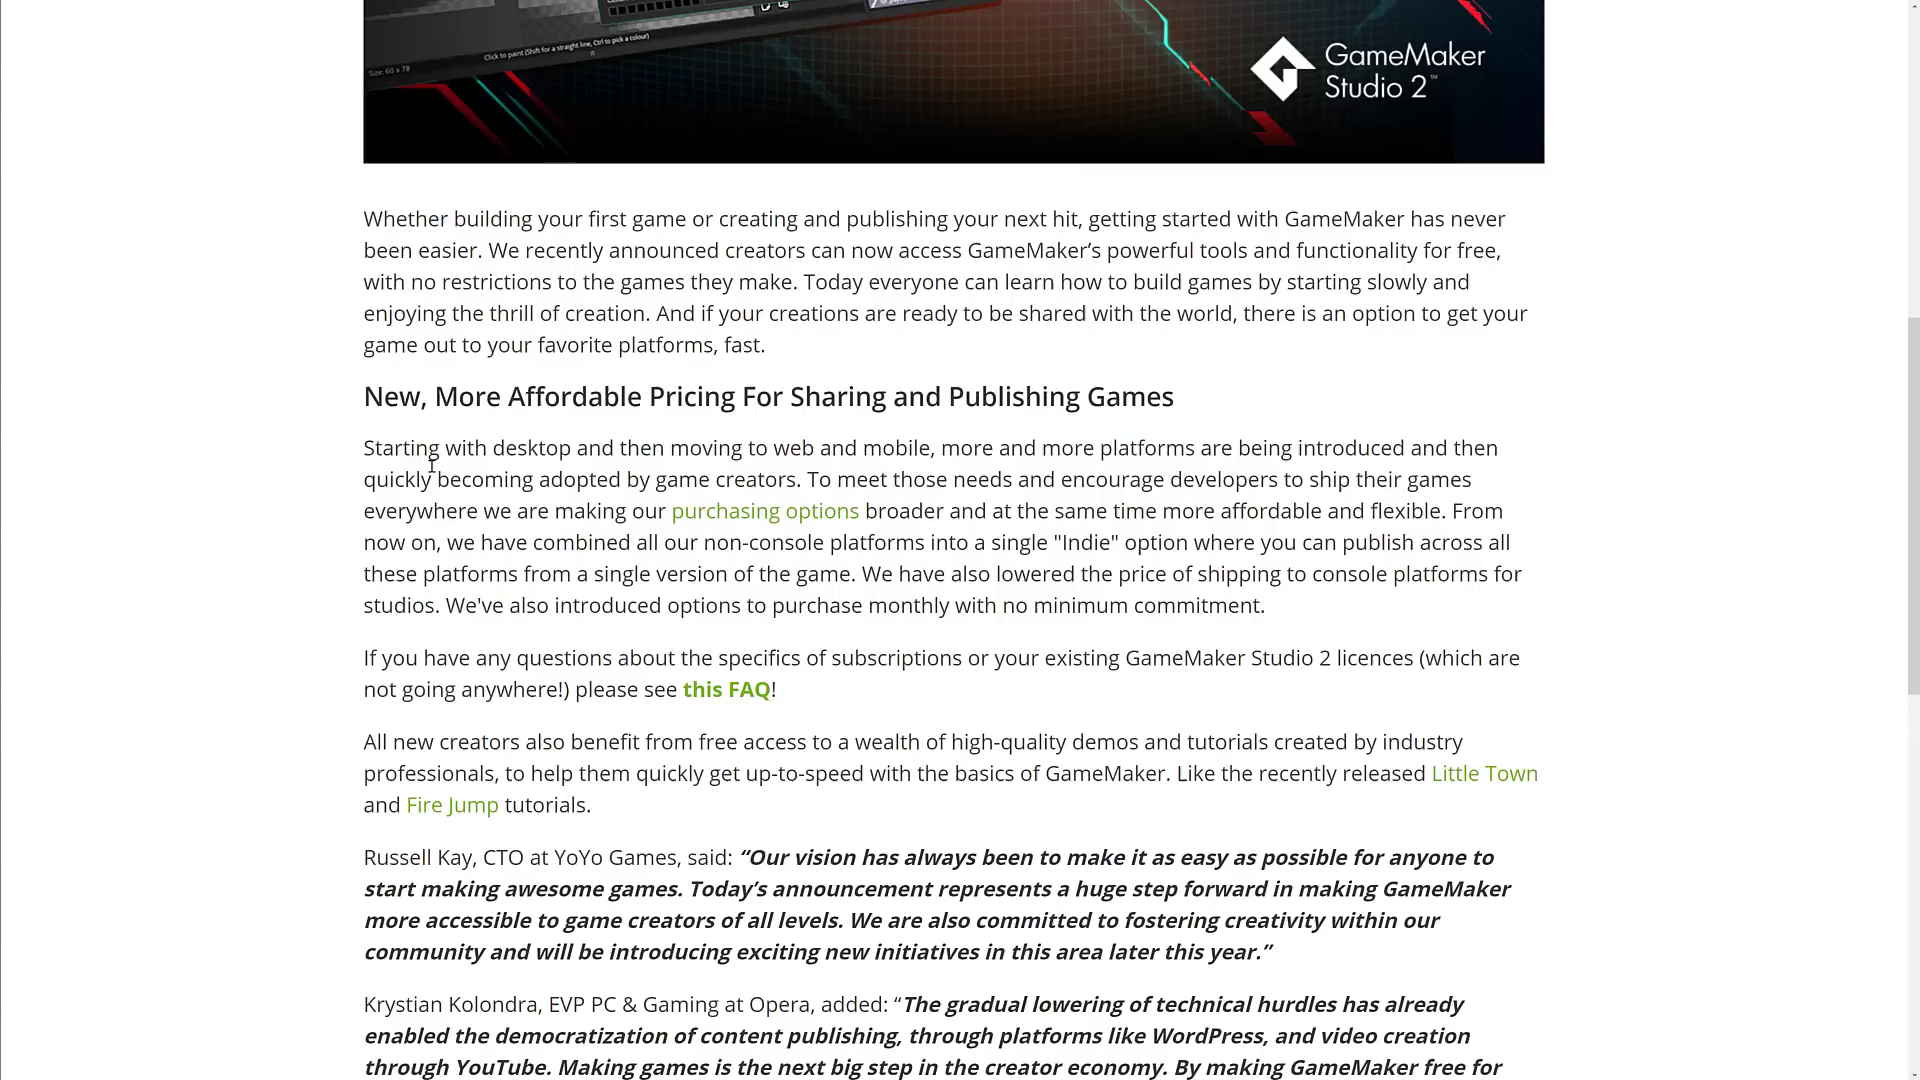 Click to paint (Shift for a straight line, Ctrl to pick a colour)
Size: 60 x 78
GameMaker
Studio 2™
Whether building your first game or creating and publishing your next hit, getting started with GameMaker has never
been easier. We recently announced creators can now access GameMaker’s powerful tools and functionality for free,
with no restrictions to the games they make. Today everyone can learn how to build games by starting slowly and
enjoying the thrill of creation. And if your creations are ready to be shared with the world, there is an option to get your
game out to your favorite platforms, fast.
New, More Affordable Pricing For Sharing and Publishing Games
Starting with desktop and then moving to web and mobile, more and more platforms are being introduced and then
quickly becoming adopted by game creators. To meet those needs and encourage developers to ship their games
everywhere we are making our purchasing options broader and at the same time more affordable and flexible. From
now on, we have combined all our non-console platforms into a single "Indie" option where you can publish across all
these platforms from a single version of the game. We have also lowered the price of shipping to console platforms for
studios. We've also introduced options to purchase monthly with no minimum commitment.
If you have any questions about the specifics of subscriptions or your existing GameMaker Studio 2 licences (which are
not going anywhere!) please see this FAQ!
All new creators also benefit from free access to a wealth of high-quality demos and tutorials created by industry
professionals, to help them quickly get up-to-speed with the basics of GameMaker. Like the recently released Little Town
and Fire Jump tutorials.
Russell Kay, CTO at YoYo Games, said: “Our vision has always been to make it as easy as possible for anyone to
start making awesome games. Today’s announcement represents a huge step forward in making GameMaker
more accessible to game creators of all levels. We are also committed to fostering creativity within our
community and will be introducing exciting new initiatives in this area later this year.”
Krystian Kolondra, EVP PC & Gaming at Opera, added: “The gradual lowering of technical hurdles has already
enabled the democratization of content publishing, through platforms like WordPress, and video creation
through YouTube. Making games is the next big step in the creator economy. By making GameMaker free for